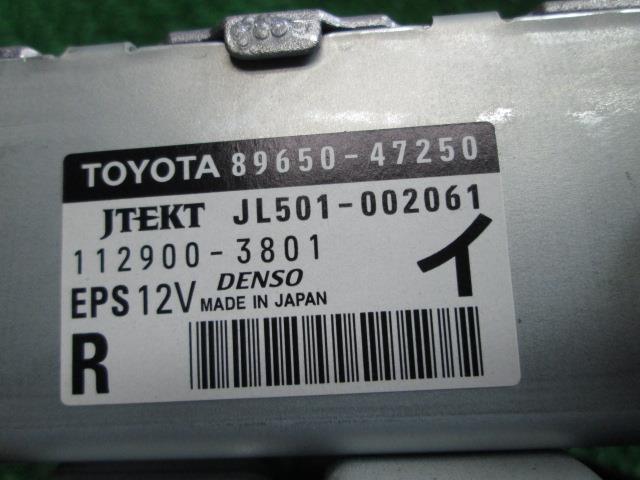 TOYOTA 89650-47250
JTEKT JL501-002061
112900-3801
イ
EPS 12V DENSO
MADE IN JAPAN
R